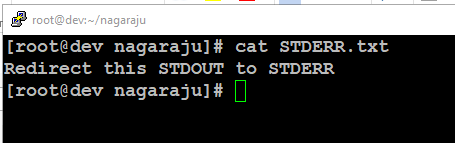 root@dev:~/nagaraju
[root@dev nagaraju]# cat STDERR.txt
Redirect this STDOUT to STDERR
[root@dev nagaraju]#